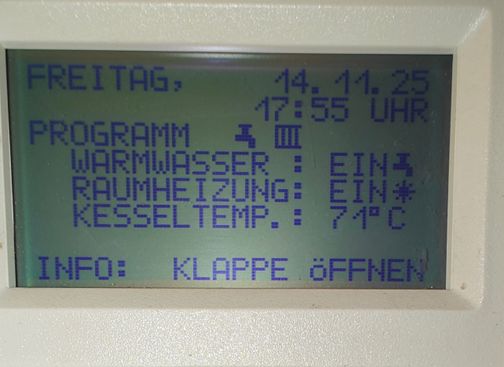 FREITAG, 14.11.25
17:55 UHR
PROGRAMM
WARMWASSER : EIN
RAUMHEIZUNG: EIN
KESSELTEMP.: 71°C
INFO: KLAPPE öFFNEN